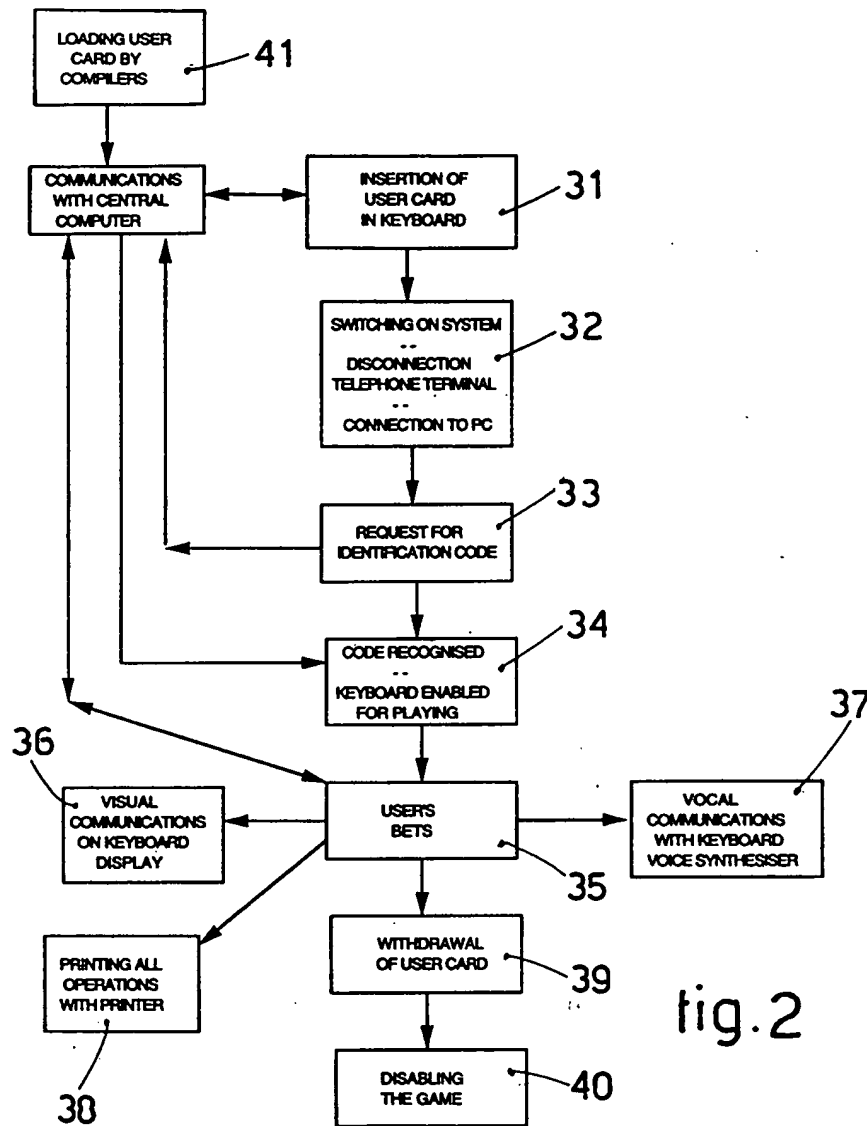 LOADING USER
CARD BY
COMPILERS
41
COMMUNICATIONS
WITH CENTRAL
COMPUTER
INSERTION OF
USER CARD
IN KEYBOARD
31
SWITCHING ON SYSTEM
--
DISCONNECTION
TELEPHONE TERMINAL
--
CONNECTION TO PC
32
REQUEST FOR
IDENTIFICATION CODE
33
CODE RECOGNISED
--
KEYBOARD ENABLED
FOR PLAYING
34
36
VISUAL
COMMUNICATIONS
ON KEYBOARD
DISPLAY
USER'S
BETS
35
37
VOCAL
COMMUNICATIONS
WITH KEYBOARD
VOICE SYNTHESISER
PRINTING ALL
OPERATIONS
WITH PRINTER
38
WITHDRAWAL
OF USER CARD
39
DISABLING
THE GAME
40
fig.2